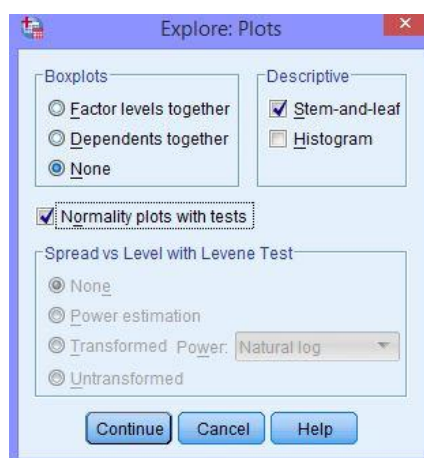 Explore: Plots
Boxplots
Factor levels together
Dependents together
None
Descriptive
Stem-and-leaf
Histogram
Normality plots with tests
Spread vs Level with Levene Test
None
Power estimation
Transformed Power: Natural log
Untransformed
Continue Cancel Help